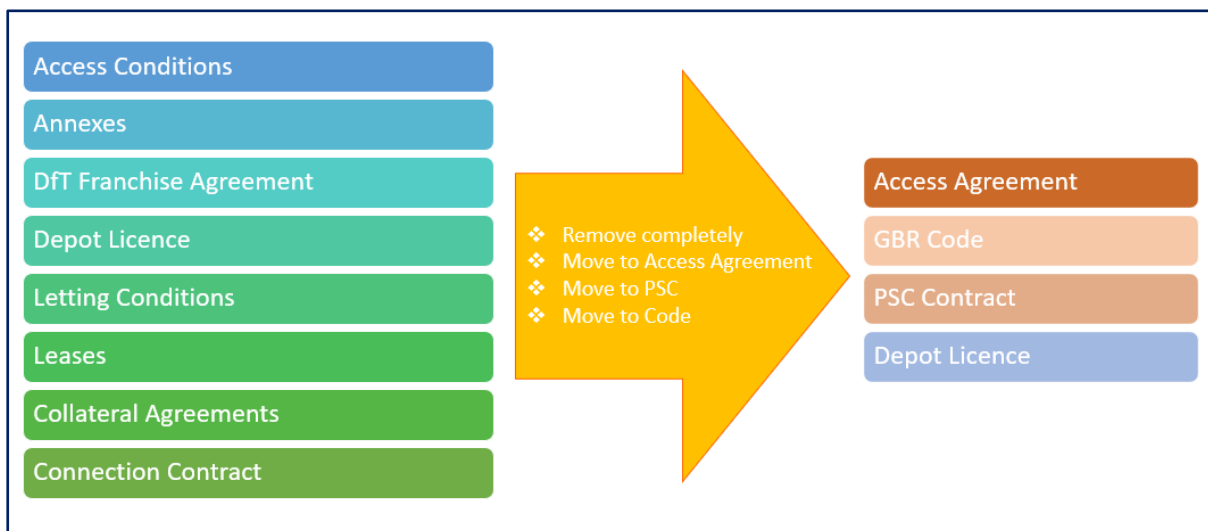 Access Conditions
Annexes
DfT Franchise Agreement
Depot Licence
Letting Conditions
Leases
Collateral Agreements
Connection Contract
❖ Remove completely
❖ Move to Access Agreement
❖ Move to PSC
❖ Move to Code
Access Agreement
GBR Code
PSC Contract
Depot Licence